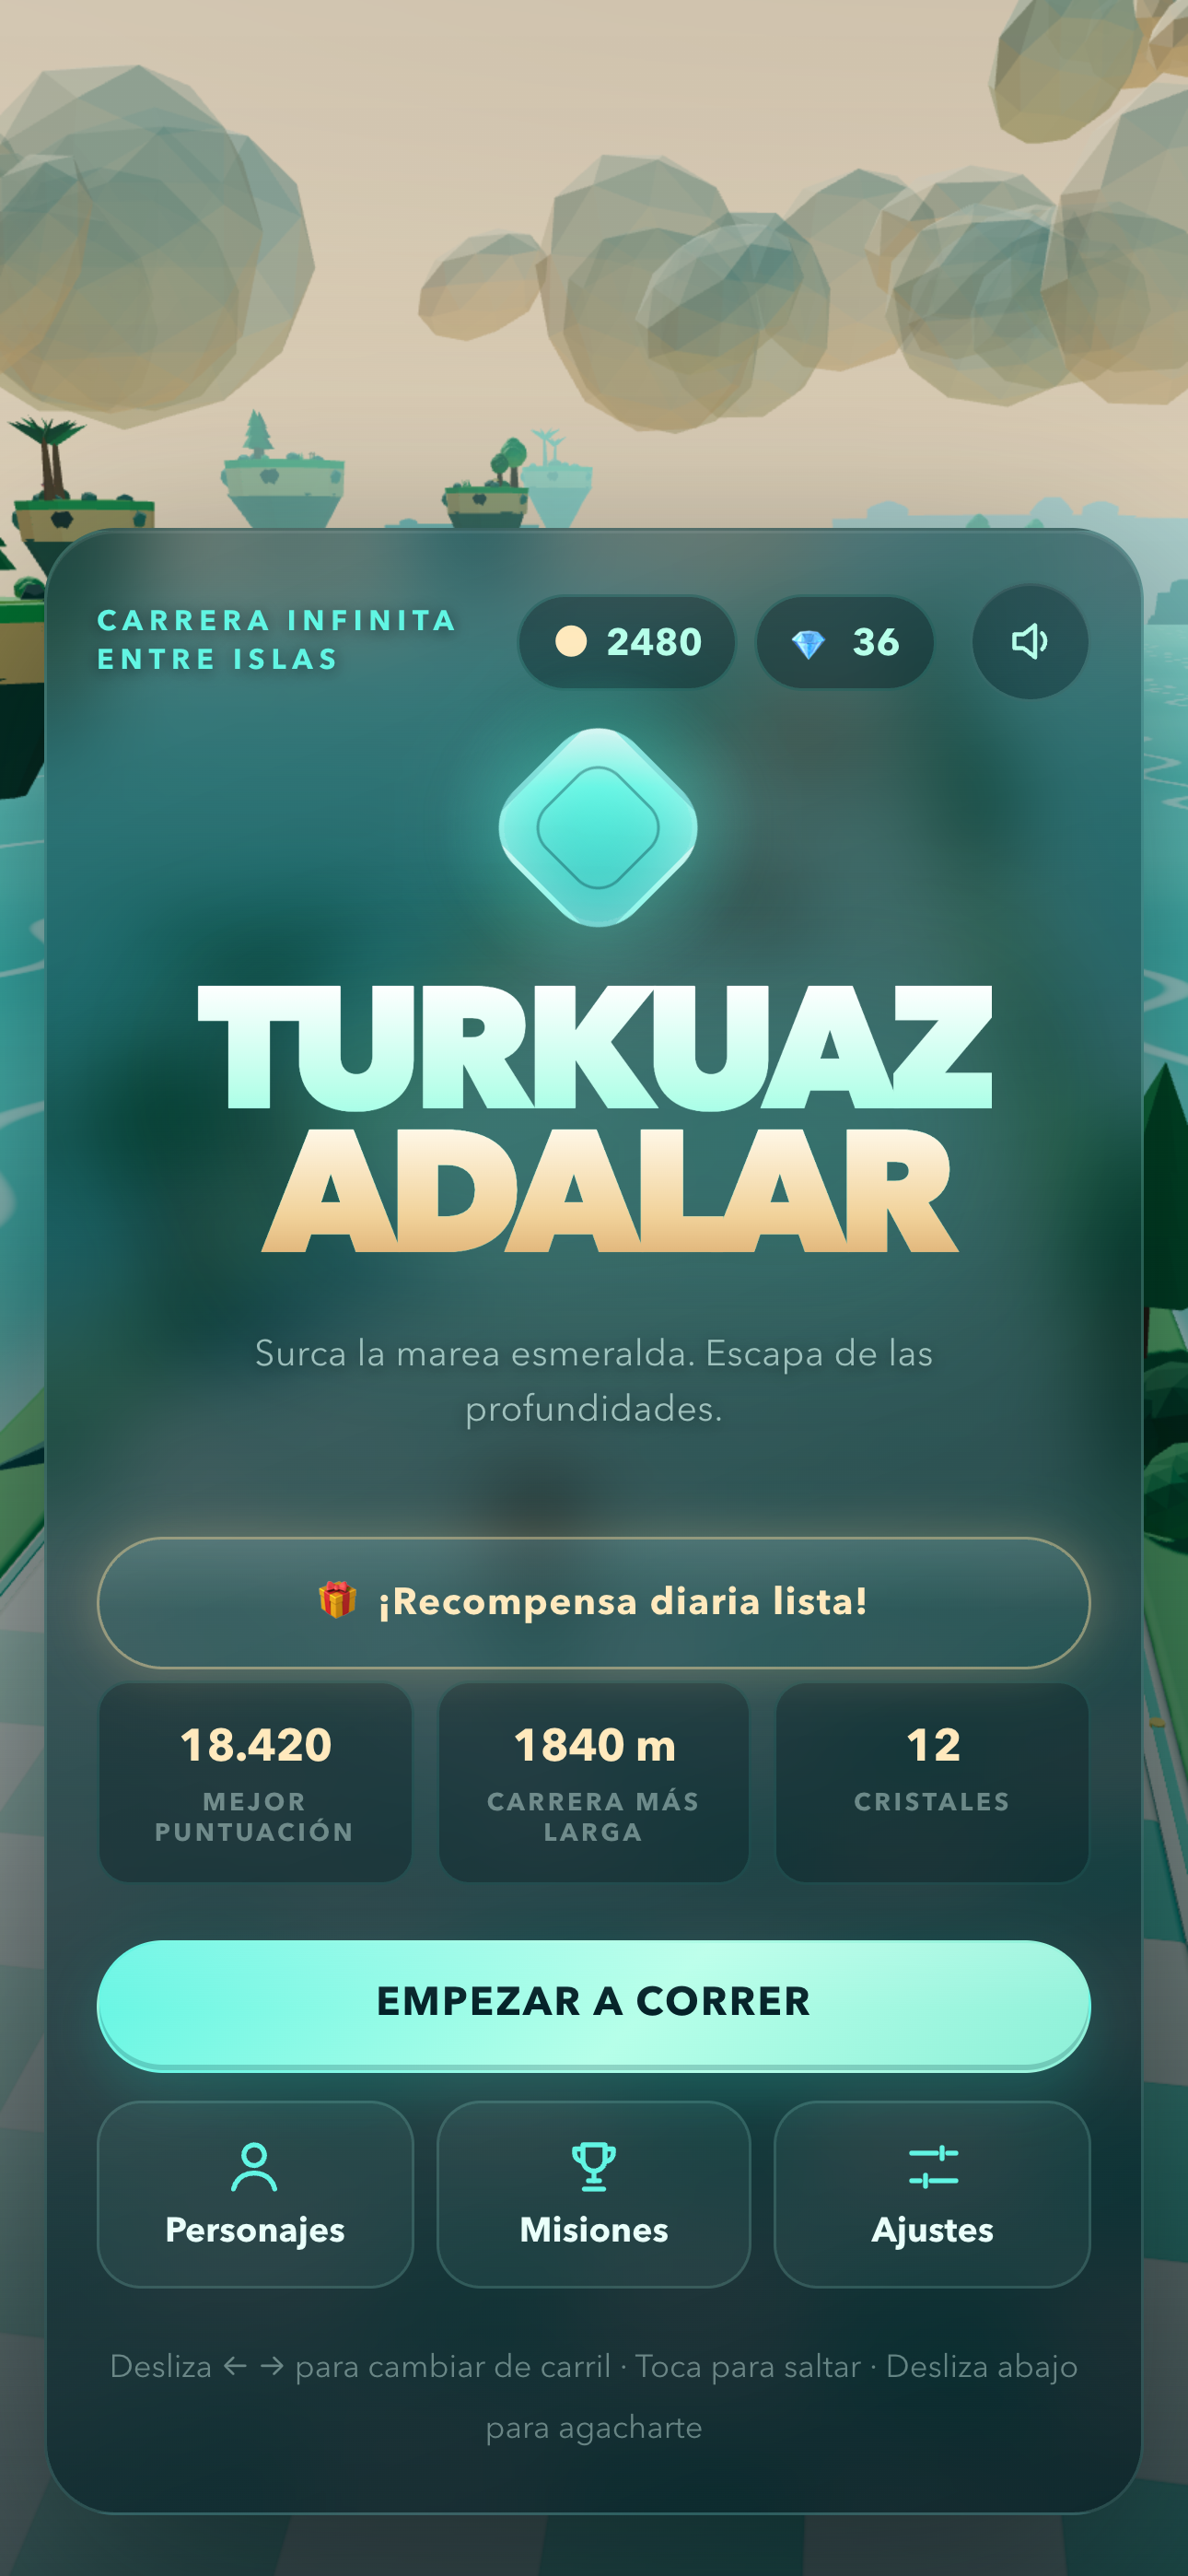 CARRERA INFINITA
ENTRE ISLAS
2480
36
TURKUAZ
ADALAR
Surca la marea esmeralda. Escapa de las
profundidades.
¡Recompensa diaria lista!
18.420
MEJOR
PUNTUACIÓN
1840 m
CARRERA MÁS
LARGA
12
CRISTALES
EMPEZAR A CORRER
Personajes
Misiones
Ajustes
Desliza ← → para cambiar de carril · Toca para saltar · Desliza abajo
para agacharte